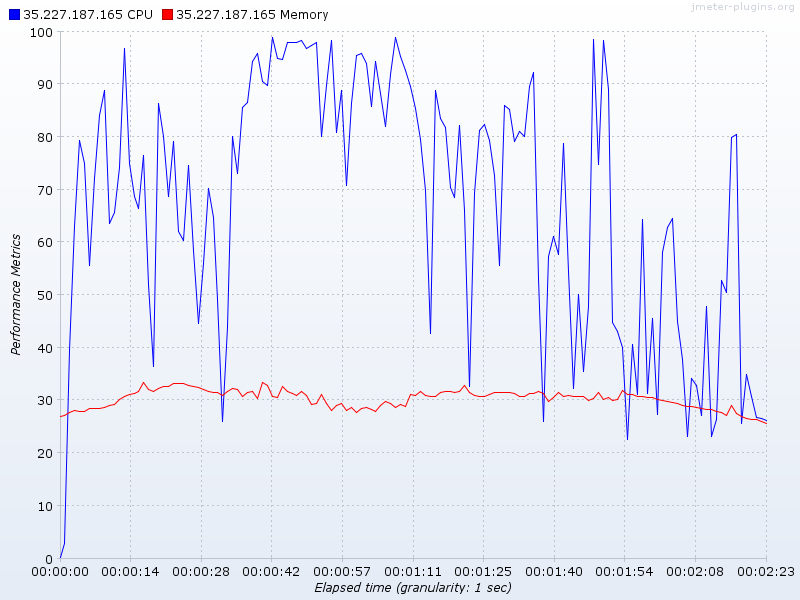 35.227.187.165 CPU 35.227.187.165 Memory
jmeter-plugins.org
100
90
80
70
60
50
40
30
20
10
0
Performance Metrics
00:00:00 00:00:14 00:00:28 00:00:42 00:00:57 00:01:11 00:01:25 00:01:40 00:01:54 00:02:08 00:02:23
Elapsed time (granularity: 1 sec)